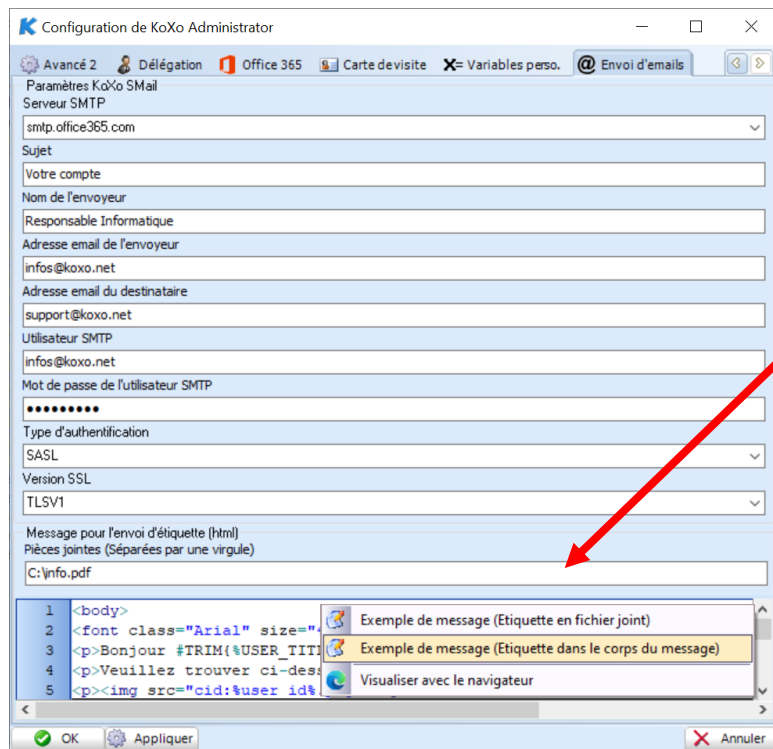 Configuration de KoXo Administrator
Avancé 2 Délégation Office 365 Carte de visite X= Variables perso. @ Envoi d'emails
Paramètres KoXo SMail
Serveur SMTP
smtp.office365.com
Sujet
Votre compte
Nom de l'envoyeur
Responsable Informatique
Adresse email de l'envoyeur
infos@koxo.net
Adresse email du destinataire
support@koxo.net
Utilisateur SMTP
infos@koxo.net
Mot de passe de l'utilisateur SMTP
•••••••••
Type d'authentification
SASL
Version SSL
TLSV1
Message pour l'envoi d'étiquette (html)
Pièces jointes (Séparées par une virgule)
C:\info.pdf
1 <body>
2 <font class="Arial" size="
3 <p>Bonjour #TRIM{%USER_TIT
4 <p>Veuillez trouver ci-des
5 <p><img src="cid:%user_id%
Exemple de message (Etiquette en fichier joint)
Exemple de message (Etiquette dans le corps du message)
Visualiser avec le navigateur
OK Appliquer Annuler